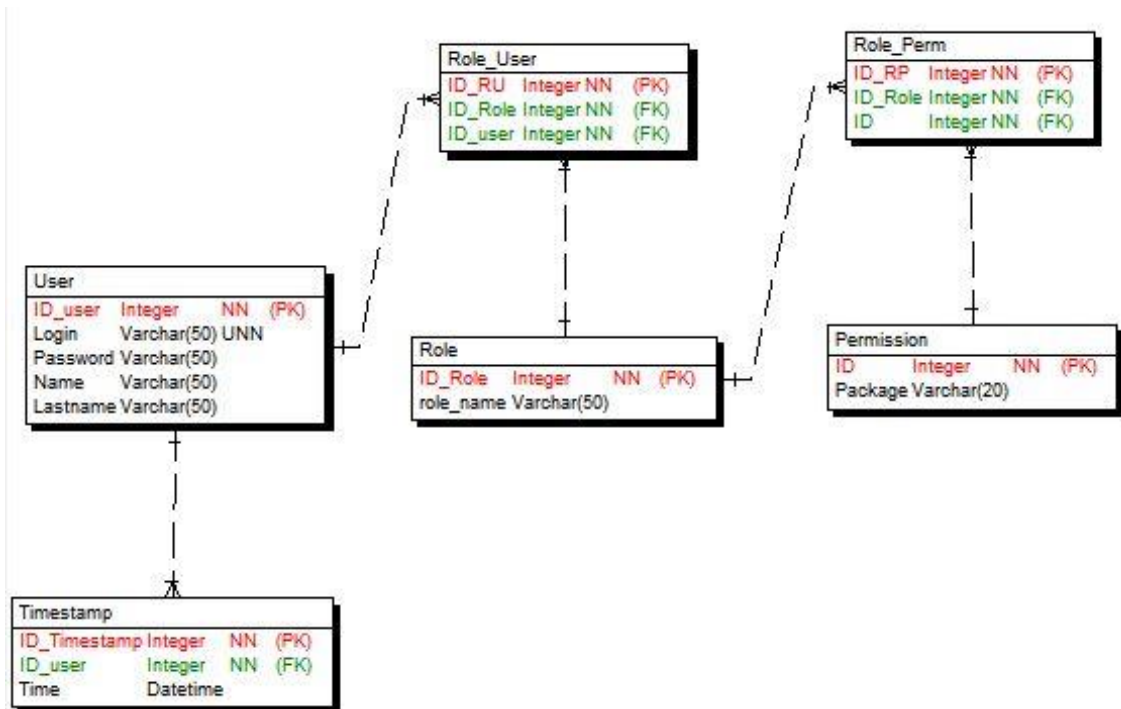 Role_User
ID_RU Integer NN (PK)
ID_Role Integer NN (FK)
ID_user Integer NN (FK)
Role_Perm
ID_RP Integer NN (PK)
ID_Role Integer NN (FK)
ID Integer NN (FK)
User
ID_user Integer NN (PK)
Login Varchar(50) UNN
Password Varchar(50)
Name Varchar(50)
Lastname Varchar(50)
Role
ID_Role Integer NN (PK)
role_name Varchar(50)
Permission
ID Integer NN (PK)
Package Varchar(20)
Timestamp
ID_Timestamp Integer NN (PK)
ID_user Integer NN (FK)
Time Datetime